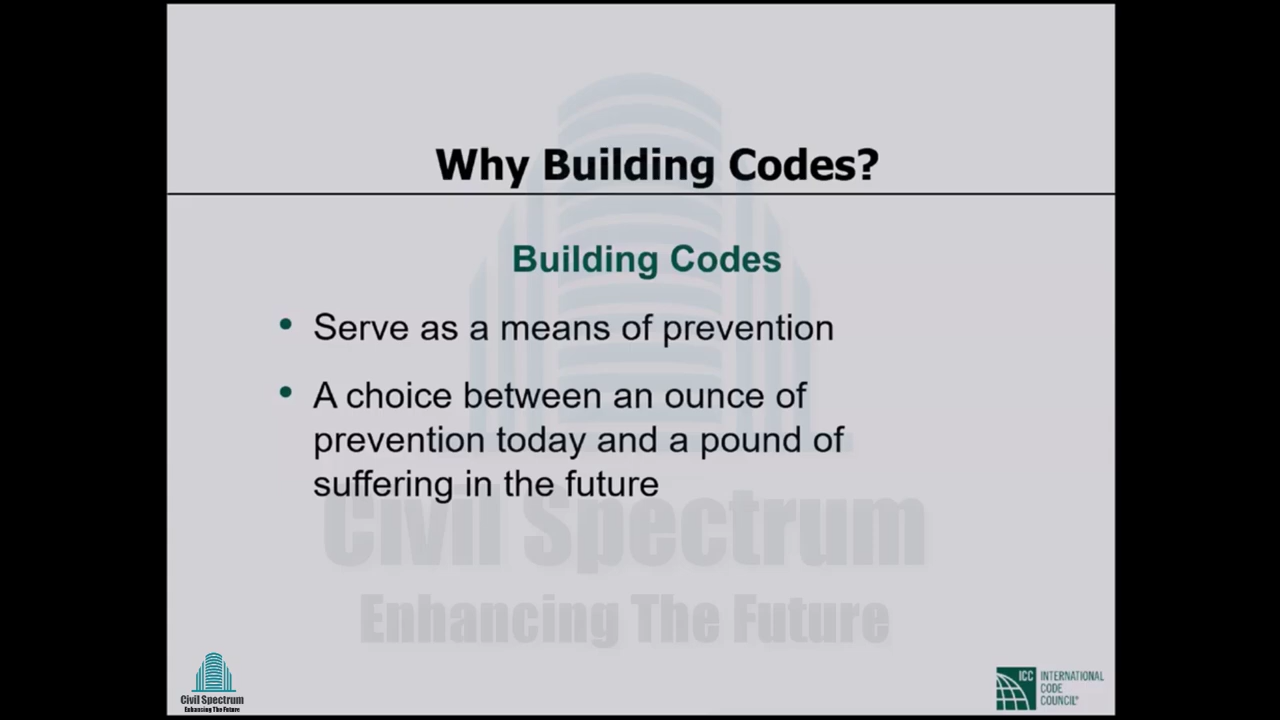 Why Building Codes?
Building Codes
• Serve as a means of prevention
• A choice between an ounce of
prevention today and a pound of
suffering in the future
Civil Spectrum
Enhancing The Future
Civil Spectrum
Enhancing The Future
ICC
INTERNATIONAL
CODE
COUNCIL®